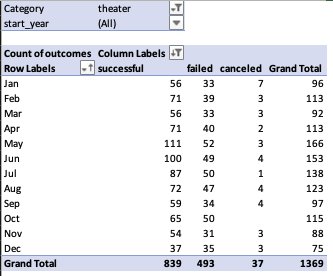 Category theater
start_year (All)
Count of outcomes Column Labels
Row Labels successful failed canceled Grand Total
Jan 56 33 7 96
Feb 71 39 3 113
Mar 56 33 3 92
Apr 71 40 2 113
May 111 52 3 166
Jun 100 49 4 153
Jul 87 50 1 138
Aug 72 47 4 123
Sep 59 34 4 97
Oct 65 50 115
Nov 54 31 3 88
Dec 37 35 3 75
Grand Total 839 493 37 1369